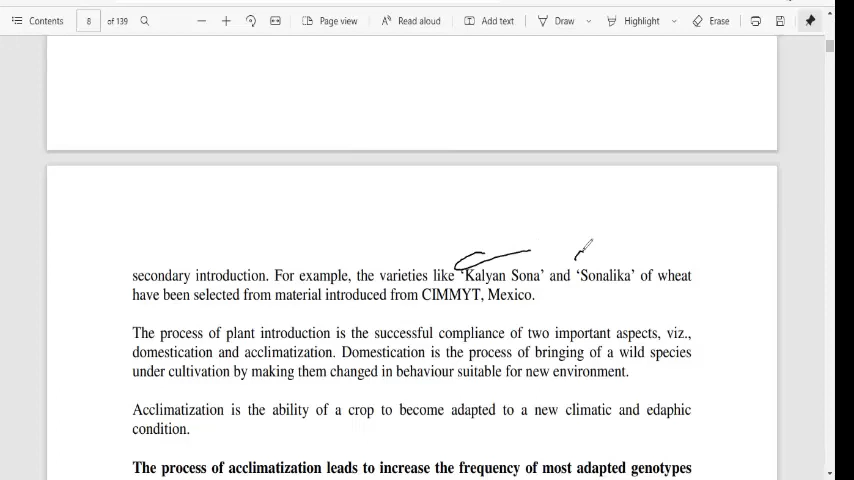 Contents 8 of 139 Page view Read aloud Add text Draw Highlight Erase
secondary introduction. For example, the varieties like ‘Kalyan Sona’ and ‘Sonalika’ of wheat
have been selected from material introduced from CIMMYT, Mexico.
The process of plant introduction is the successful compliance of two important aspects, viz.,
domestication and acclimatization. Domestication is the process of bringing of a wild species
under cultivation by making them changed in behaviour suitable for new environment.
Acclimatization is the ability of a crop to become adapted to a new climatic and edaphic
condition.
The process of acclimatization leads to increase the frequency of most adapted genotypes